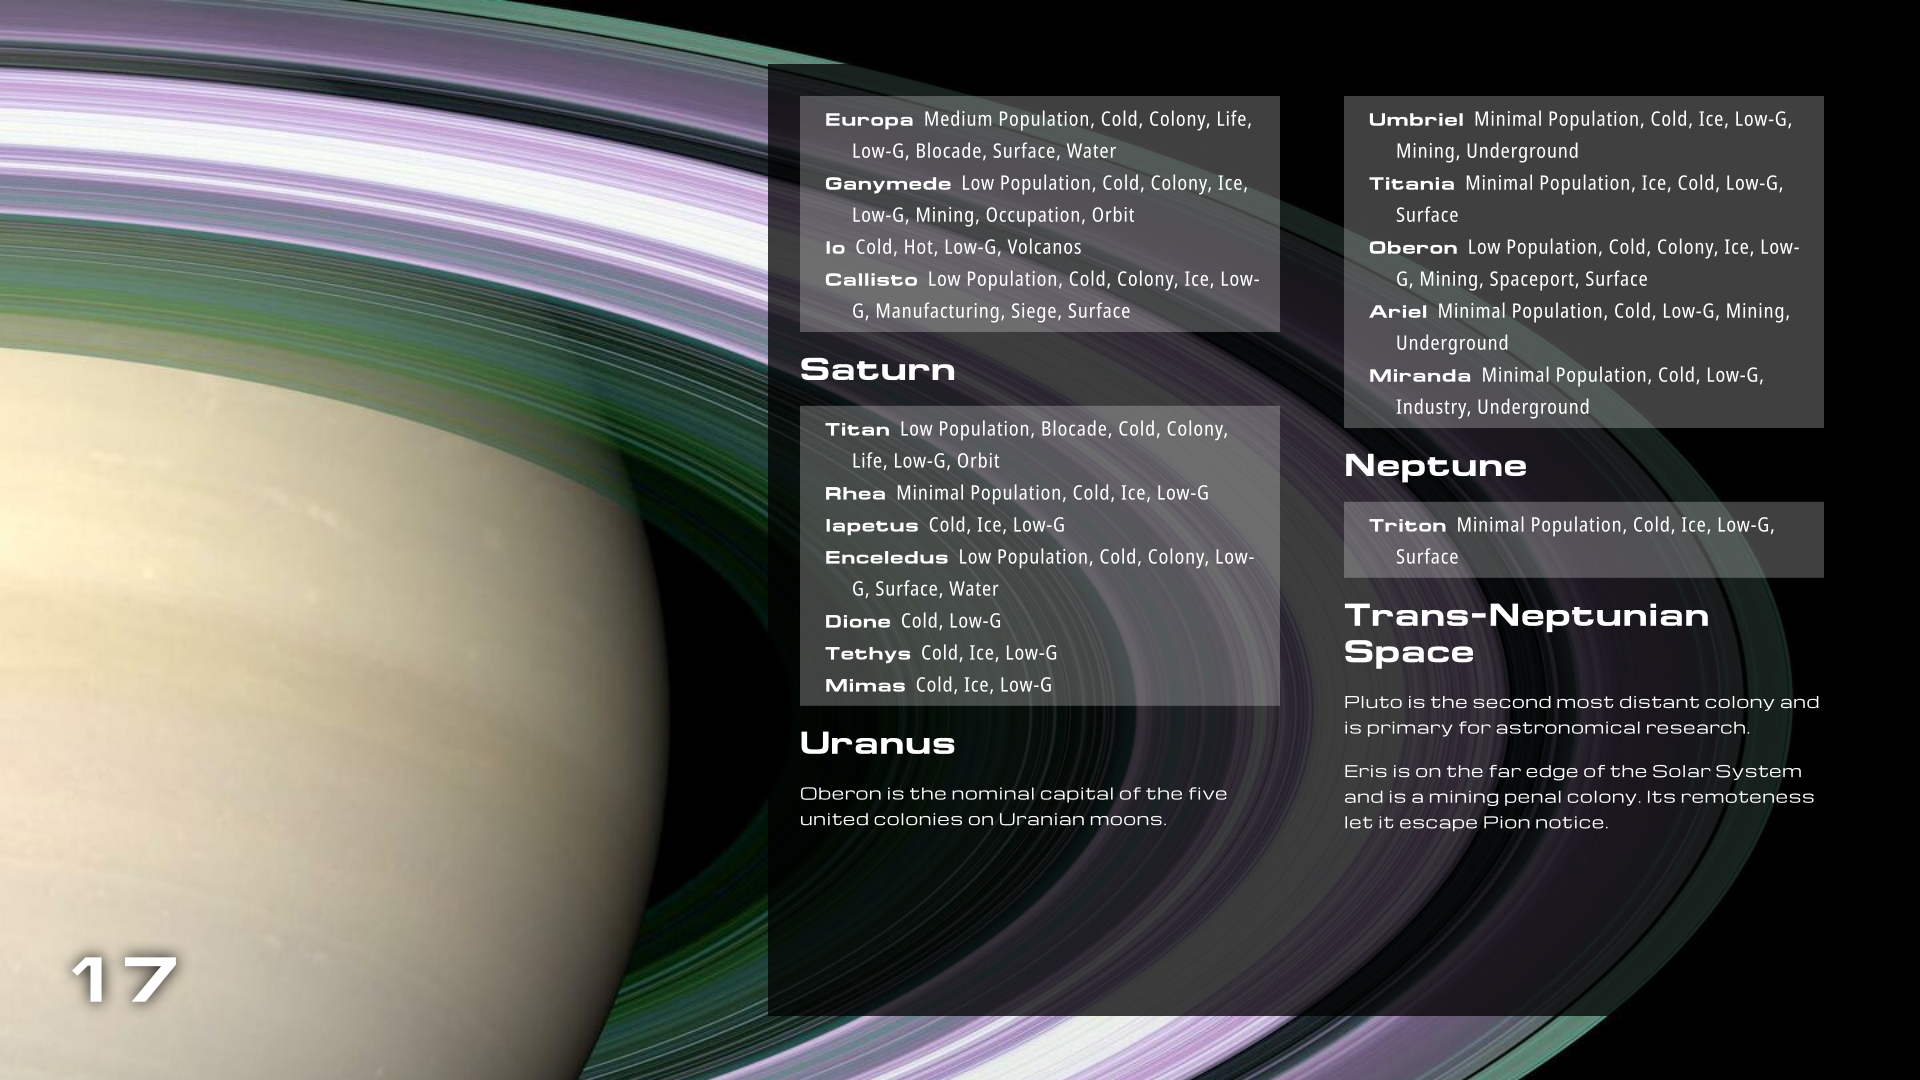 Europa Medium Population, Cold, Colony, Life,
Low-G, Blocade, Surface, Water
Ganymede Low Population, Cold, Colony, Ice,
Low-G, Mining, Occupation, Orbit
Io Cold, Hot, Low-G, Volcanos
Callisto Low Population, Cold, Colony, Ice, Low-
G, Manufacturing, Siege, Surface
Saturn
Titan Low Population, Blocade, Cold, Colony,
Life, Low-G, Orbit
Rhea Minimal Population, Cold, Ice, Low-G
Iapetus Cold, Ice, Low-G
Enceledus Low Population, Cold, Colony, Low-
G, Surface, Water
Dione Cold, Low-G
Tethys Cold, Ice, Low-G
Mimas Cold, Ice, Low-G
Uranus
Oberon is the nominal capital of the five
united colonies on Uranian moons.
Umbriel Minimal Population, Cold, Ice, Low-G,
Mining, Underground
Titania Minimal Population, Ice, Cold, Low-G,
Surface
Oberon Low Population, Cold, Colony, Ice, Low-
G, Mining, Spaceport, Surface
Ariel Minimal Population, Cold, Low-G, Mining,
Underground
Miranda Minimal Population, Cold, Low-G,
Industry, Underground
Neptune
Triton Minimal Population, Cold, Ice, Low-G,
Surface
Trans-Neptunian
Space
Pluto is the second most distant colony and
is primary for astronomical research.
Eris is on the far edge of the Solar System
and is a mining penal colony. Its remoteness
let it escape Pion notice.
17